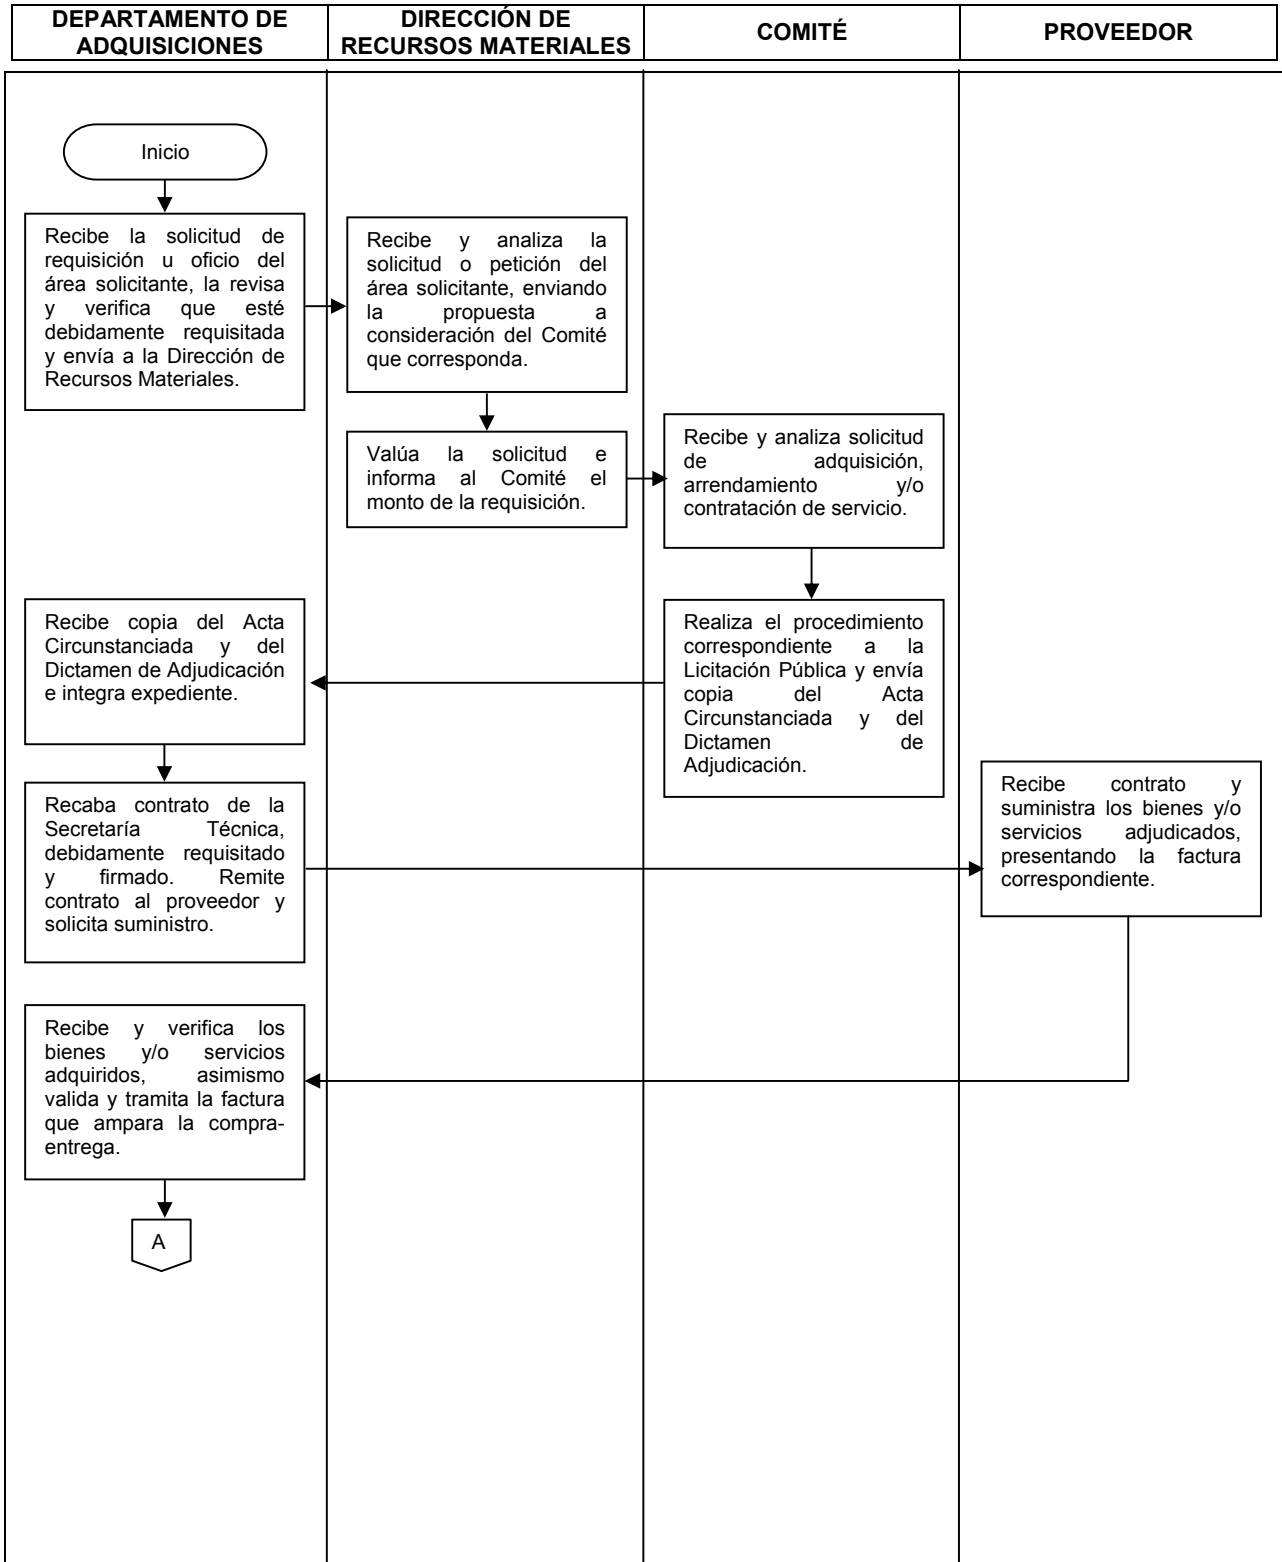 DEPARTAMENTO DE
ADQUISICIONES
DIRECCIÓN DE
RECURSOS MATERIALES
COMITÉ
PROVEEDOR
Inicio
Recibe la solicitud de
requisición u oficio del
área solicitante, la revisa
y verifica que esté
debidamente requisitada
y envía a la Dirección de
Recursos Materiales.
Recibe y analiza la
solicitud o petición del
área solicitante, enviando
la propuesta a
consideración del Comité
que corresponda.
Valúa la solicitud e
informa al Comité el
monto de la requisición.
Recibe y analiza solicitud
de adquisición,
arrendamiento y/o
contratación de servicio.
Realiza el procedimiento
correspondiente a la
Licitación Pública y envía
copia del Acta
Circunstanciada y del
Dictamen de
Adjudicación.
Recibe copia del Acta
Circunstanciada y del
Dictamen de Adjudicación
e integra expediente.
Recaba contrato de la
Secretaría Técnica,
debidamente requisitado
y firmado. Remite
contrato al proveedor y
solicita suministro.
Recibe contrato y
suministra los bienes y/o
servicios adjudicados,
presentando la factura
correspondiente.
Recibe y verifica los
bienes y/o servicios
adquiridos, asimismo
valida y tramita la factura
que ampara la compra-
entrega.
A